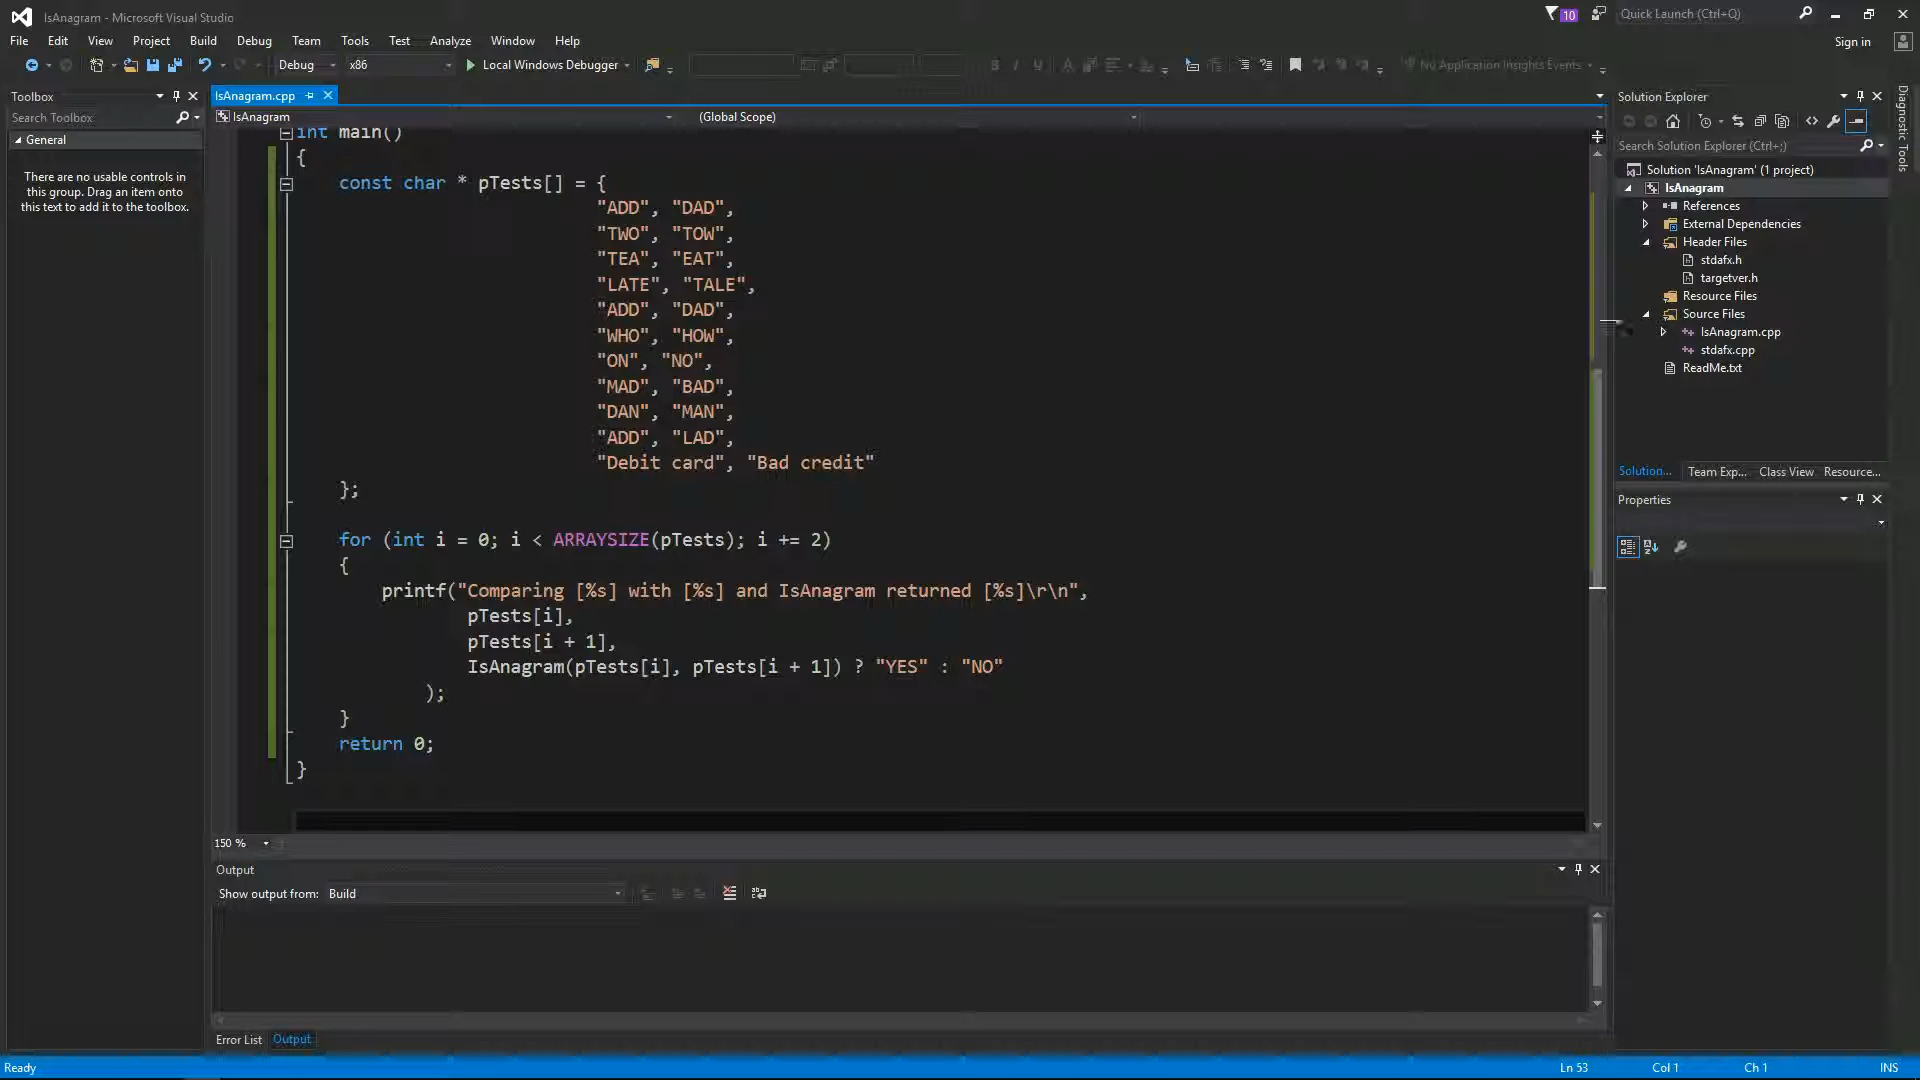 IsAnagram - Microsoft Visual Studio
10
Quick Launch (Ctrl+Q)
File Edit View Project Build Debug Team Tools Test Analyze Window Help
Sign in
Debug x86 Local Windows Debugger
No Application Insights Events
Toolbox
Search Toolbox
General
There are no usable controls in
this group. Drag an item onto
this text to add it to the toolbox.
IsAnagram.cpp
IsAnagram (Global Scope)
int main()
{
const char * pTests[] = {
"ADD", "DAD",
"TWO", "TOW",
"TEA", "EAT",
"LATE", "TALE",
"ADD", "DAD",
"WHO", "HOW",
"ON", "NO",
"MAD", "BAD",
"DAN", "MAN",
"ADD", "LAD",
"Debit card", "Bad credit"
};
for (int i = 0; i < ARRAYSIZE(pTests); i += 2)
{
printf("Comparing [%s] with [%s] and IsAnagram returned [%s]\r\n",
pTests[i],
pTests[i + 1],
IsAnagram(pTests[i], pTests[i + 1]) ? "YES" : "NO"
);
}
return 0;
}
150 %
Output
Show output from: Build
Error List Output
Solution Explorer
Search Solution Explorer (Ctrl+;)
Solution 'IsAnagram' (1 project)
IsAnagram
References
External Dependencies
Header Files
stdafx.h
targetver.h
Resource Files
Source Files
IsAnagram.cpp
stdafx.cpp
ReadMe.txt
Solution... Team Exp... Class View Resource...
Properties
Diagnostic Tools
Ready Ln 53 Col 1 Ch 1 INS